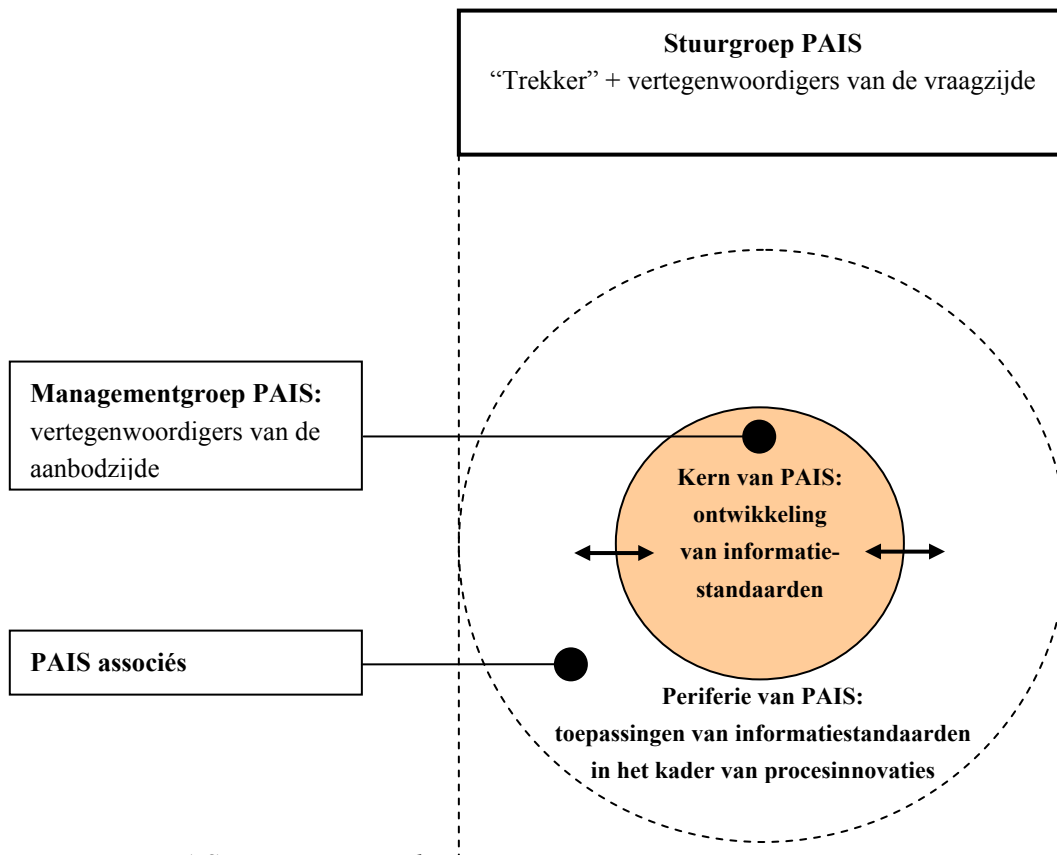 Stuurgroep PAIS
“Trekker” + vertegenwoordigers van de vraagzijde
Managementgroep PAIS:
vertegenwoordigers van de
aanbodzijde
Kern van PAIS:
ontwikkeling
van informatie-
standaarden
PAIS associés
Periferie van PAIS:
toepassingen van informatiestandaarden
in het kader van procesinnovaties